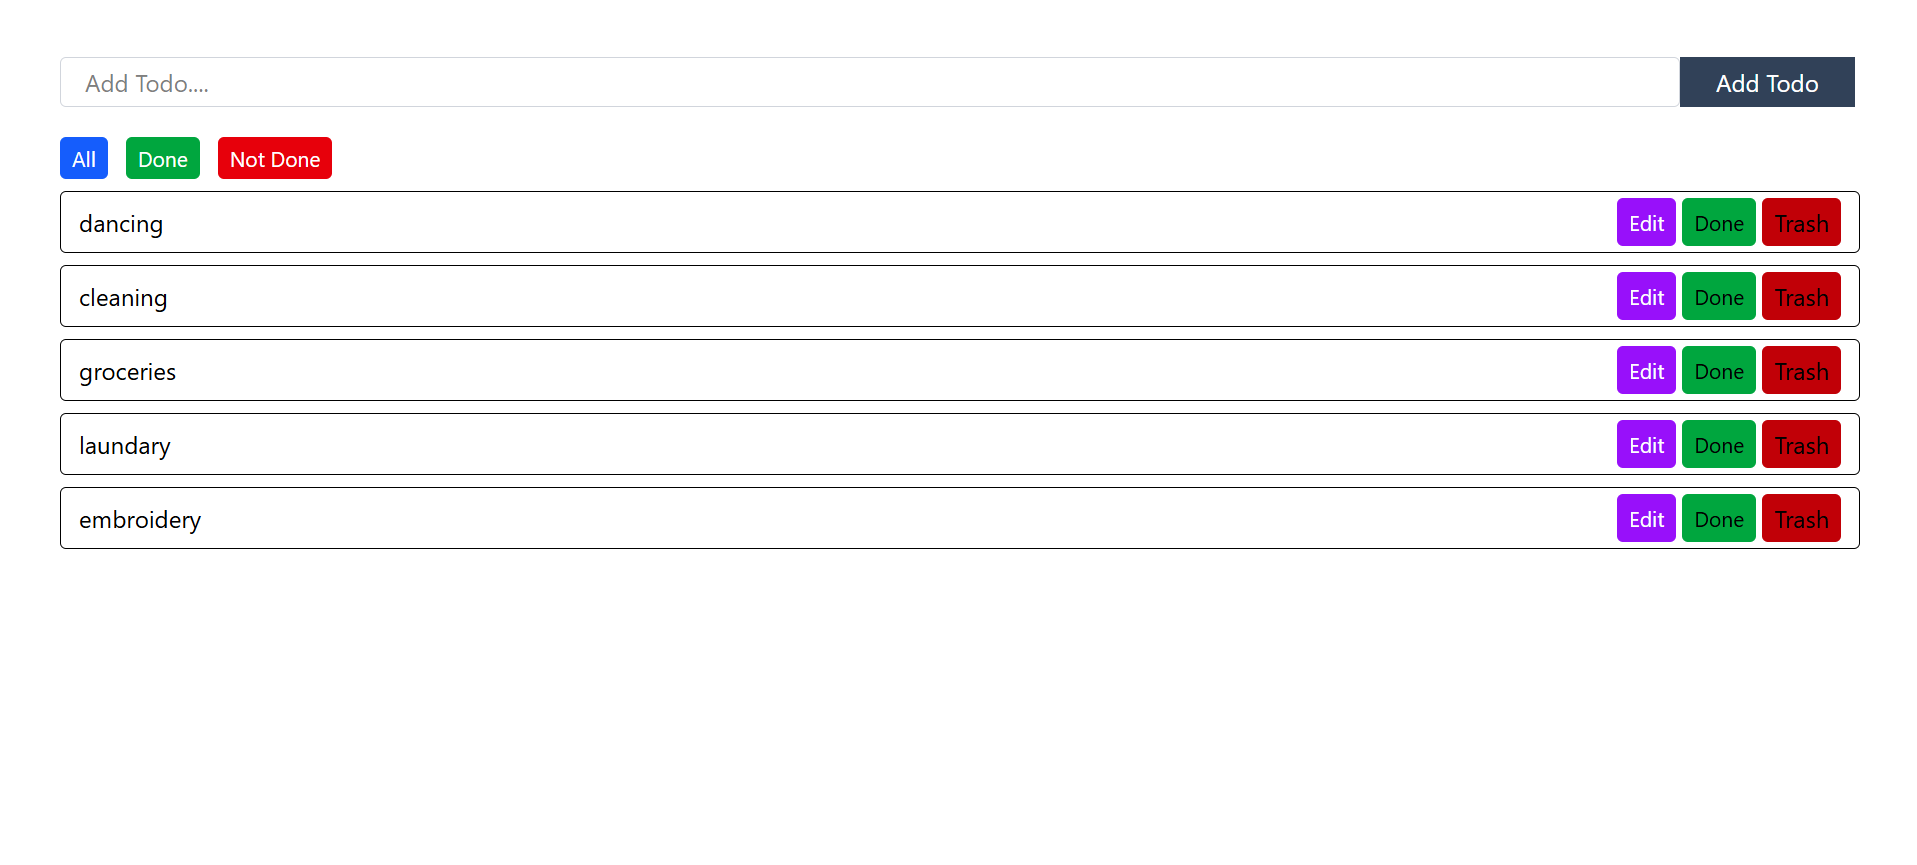 Add Todo.... Add Todo
All Done Not Done
dancing Edit Done Trash
cleaning Edit Done Trash
groceries Edit Done Trash
laundary Edit Done Trash
embroidery Edit Done Trash